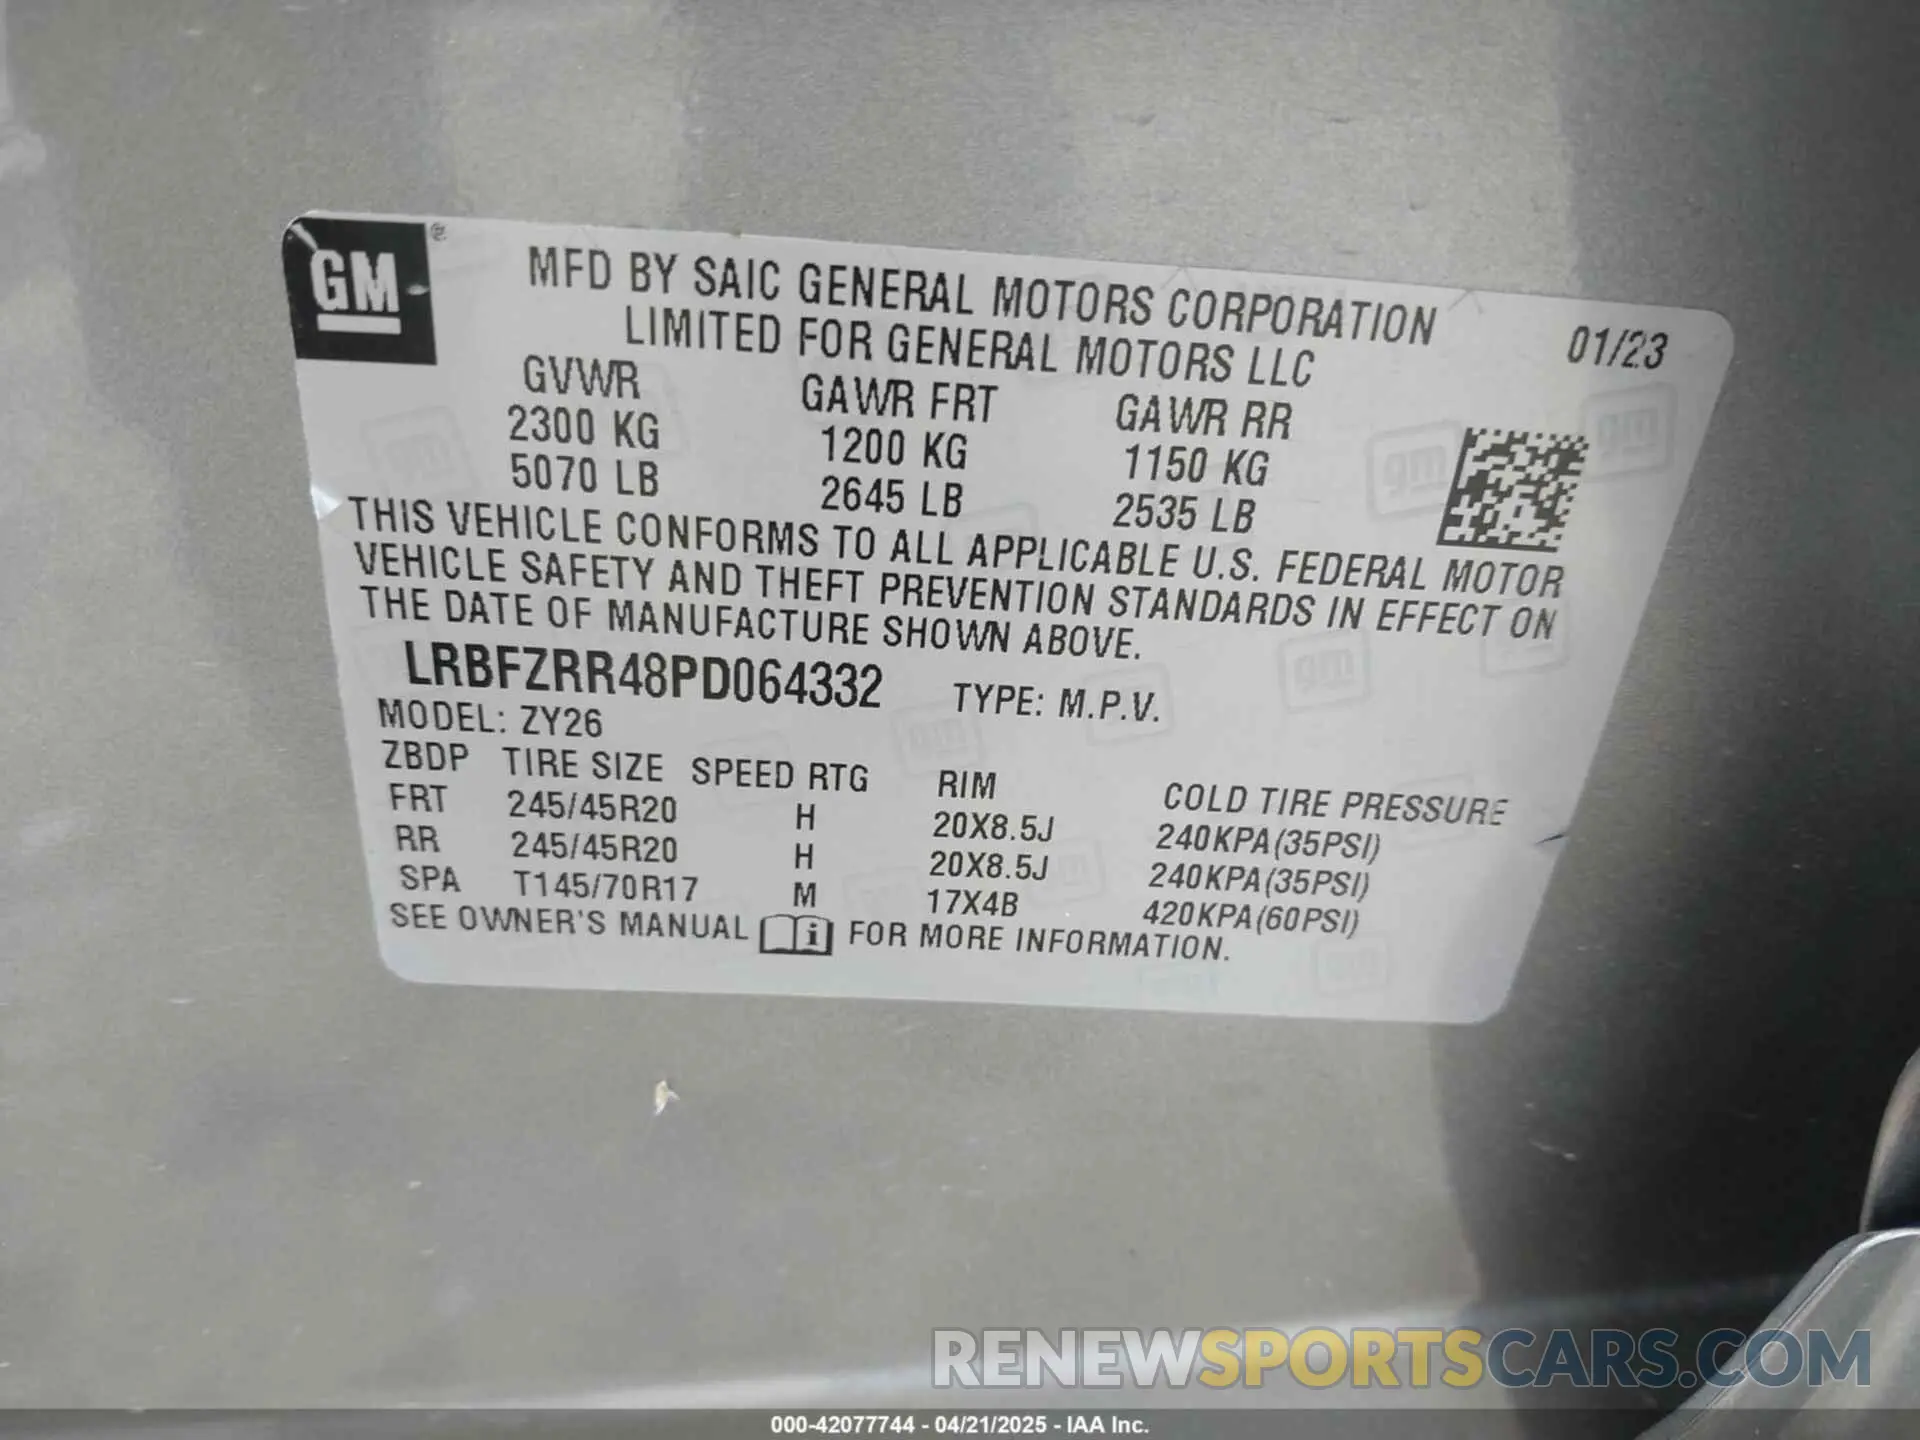 GM ®
MFD BY SAIC GENERAL MOTORS CORPORATION
LIMITED FOR GENERAL MOTORS LLC
01/23
GVWR GAWR FRT GAWR RR
2300 KG 1200 KG 1150 KG
5070 LB 2645 LB 2535 LB
THIS VEHICLE CONFORMS TO ALL APPLICABLE U.S. FEDERAL MOTOR
VEHICLE SAFETY AND THEFT PREVENTION STANDARDS IN EFFECT ON
THE DATE OF MANUFACTURE SHOWN ABOVE.
LRBFZRR48PD064332 TYPE: M.P.V.
MODEL: ZY26
ZBDP TIRE SIZE SPEED RTG RIM COLD TIRE PRESSURE
FRT 245/45R20 H 20X8.5J 240KPA(35PSI)
RR 245/45R20 H 20X8.5J 240KPA(35PSI)
SPA T145/70R17 M 17X4B 420KPA(60PSI)
SEE OWNER'S MANUAL i FOR MORE INFORMATION.
RENEWSPORTSCARS.COM
000-42077744 - 04/21/2025 - IAA Inc.